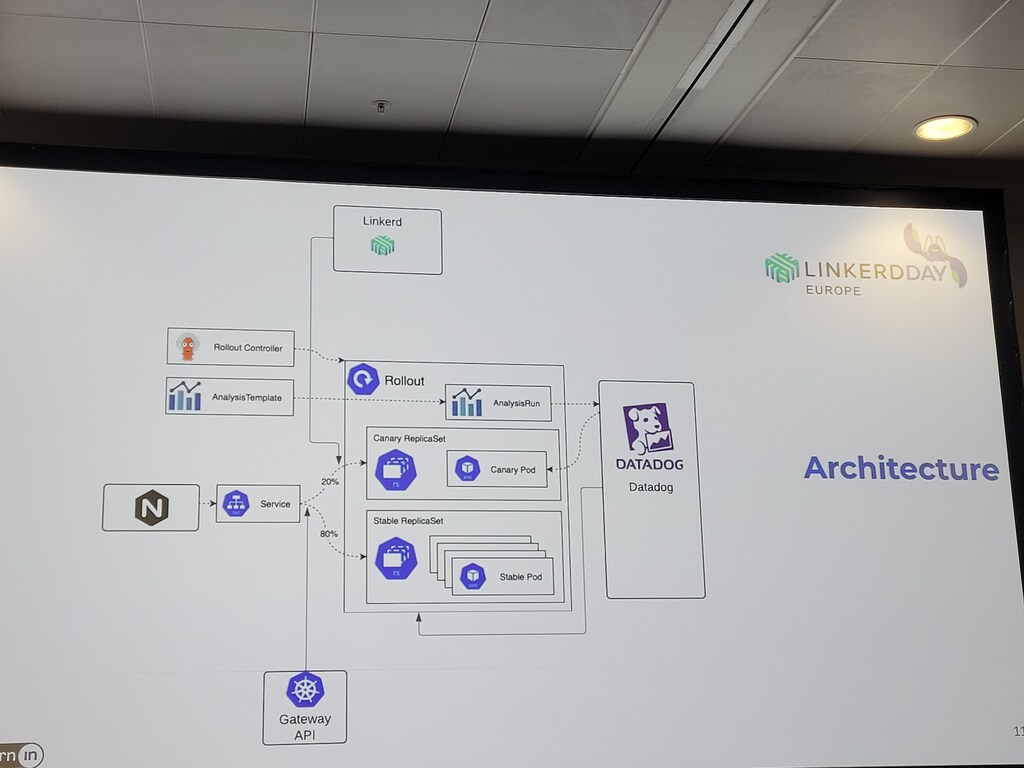 Linkerd
LINKERDDAY
EUROPE
Rollout Controller
AnalysisTemplate
Rollout
AnalysisRun
DATADOG
Datadog
Canary ReplicaSet
rs
pod
Canary Pod
20%
N
svc
Service
80%
Stable ReplicaSet
rs
pod
Stable Pod
Architecture
Gateway
API
rn in
11